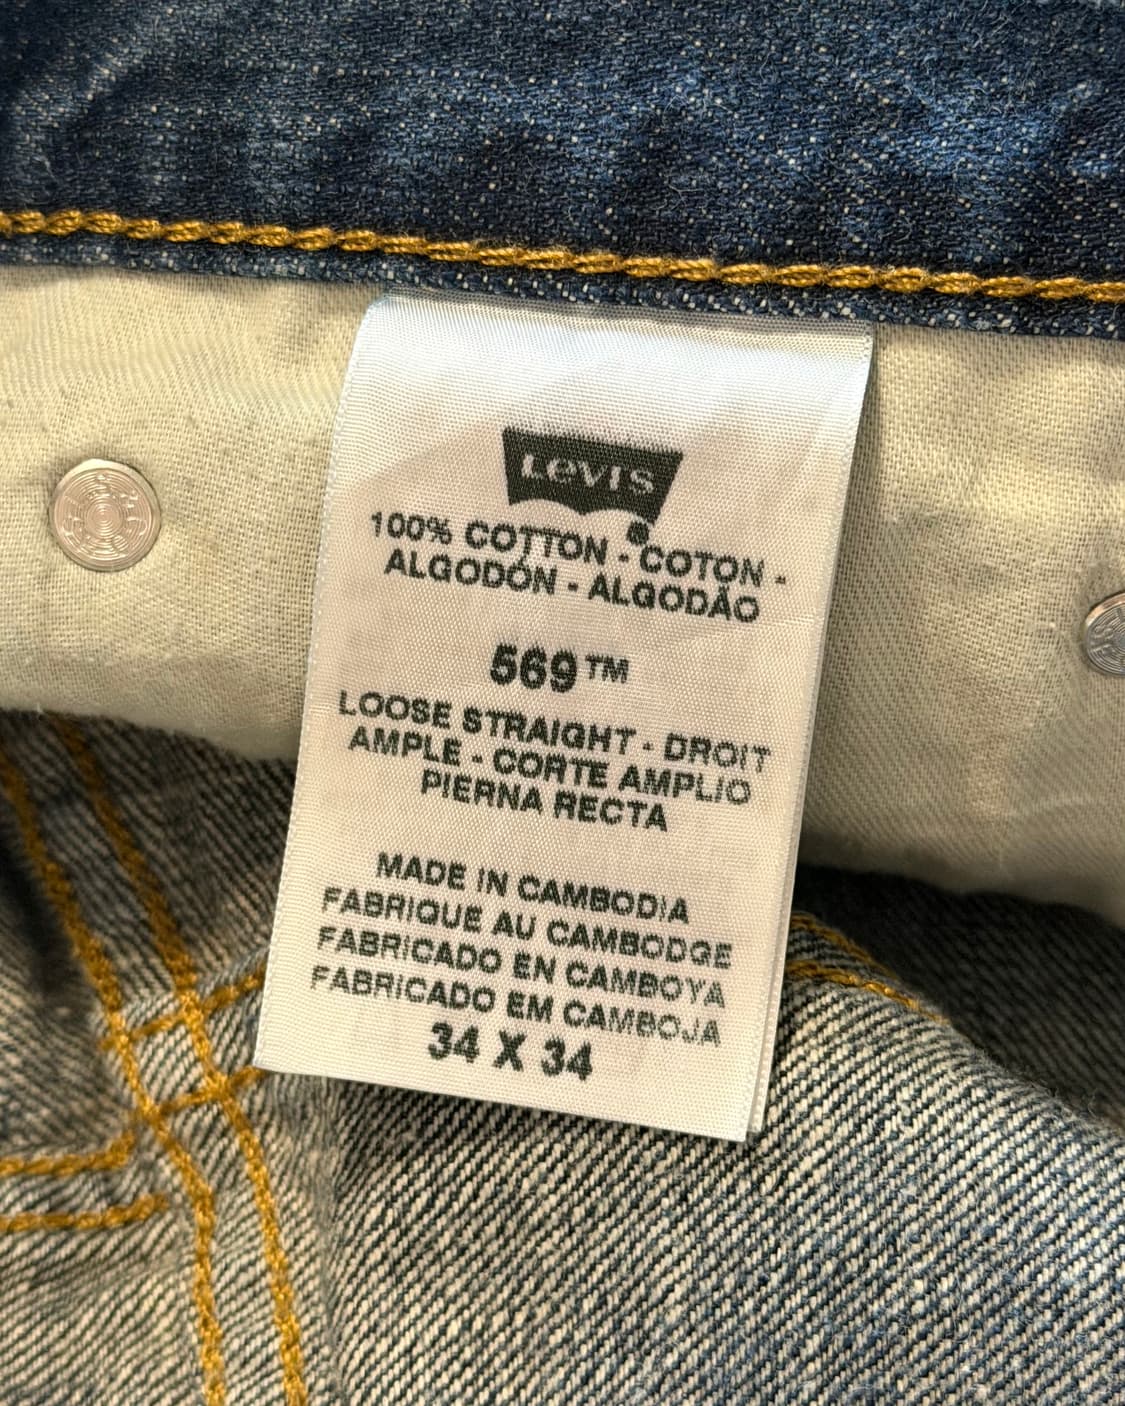 Levi's
®
100% COTTON - COTON -
ALGODÓN - ALGODÃO
569™
LOOSE STRAIGHT - DROIT
AMPLE - CORTE AMPLIO
PIERNA RECTA
MADE IN CAMBODIA
FABRIQUE AU CAMBODGE
FABRICADO EN CAMBOYA
FABRICADO EM CAMBOJA
34 X 34